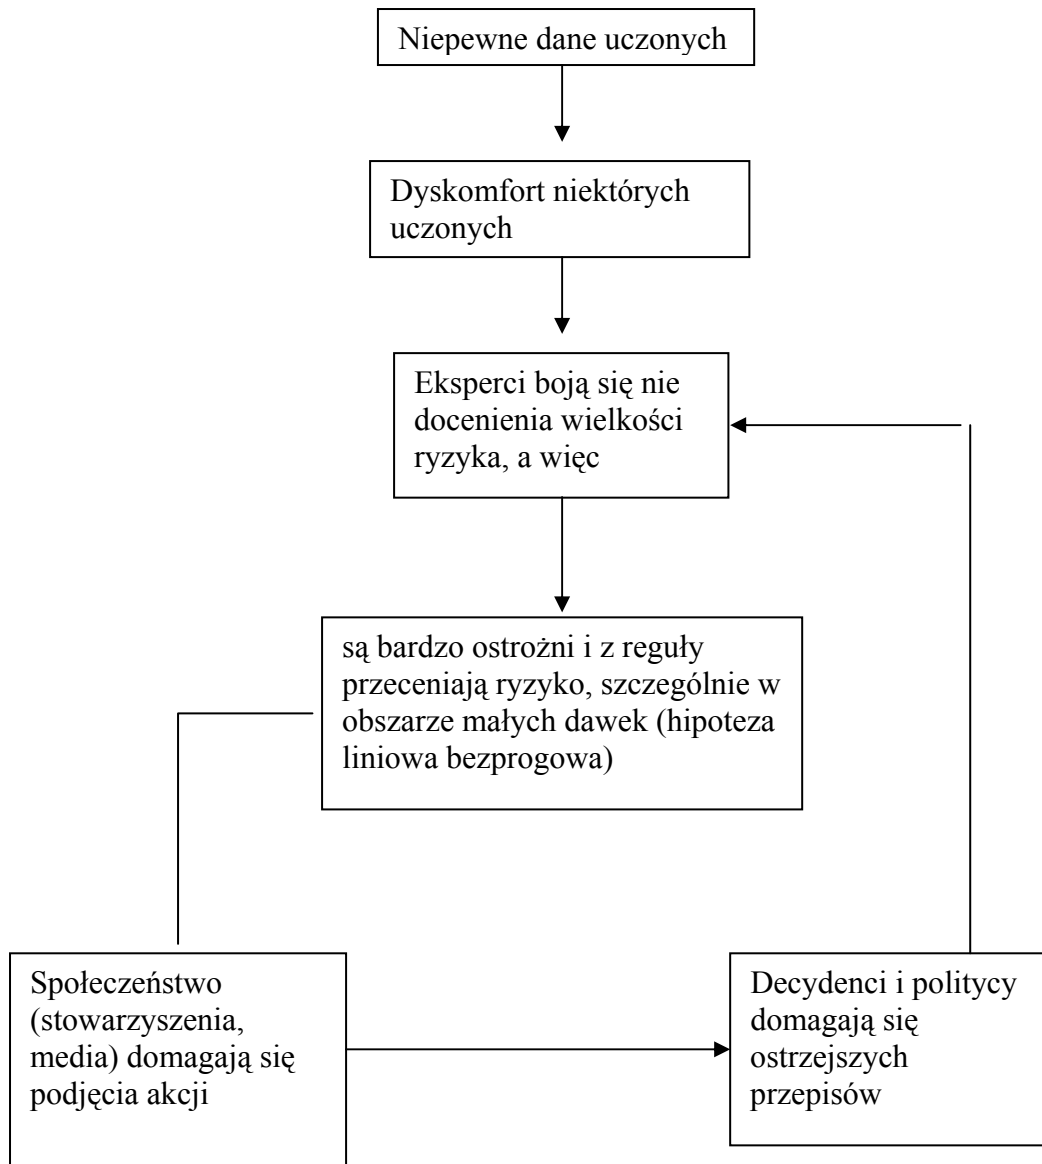 Niepewne dane uczonych
Dyskomfort niektórych
uczonych
Eksperci boją się nie
docenienia wielkości
ryzyka, a więc
są bardzo ostrożni i z reguły
przeceniają ryzyko, szczególnie w
obszarze małych dawek (hipoteza
liniowa bezprogowa)
Społeczeństwo
(stowarzyszenia,
media) domagają się
podjęcia akcji
Decydenci i politycy
domagają się
ostrzejszych
przepisów